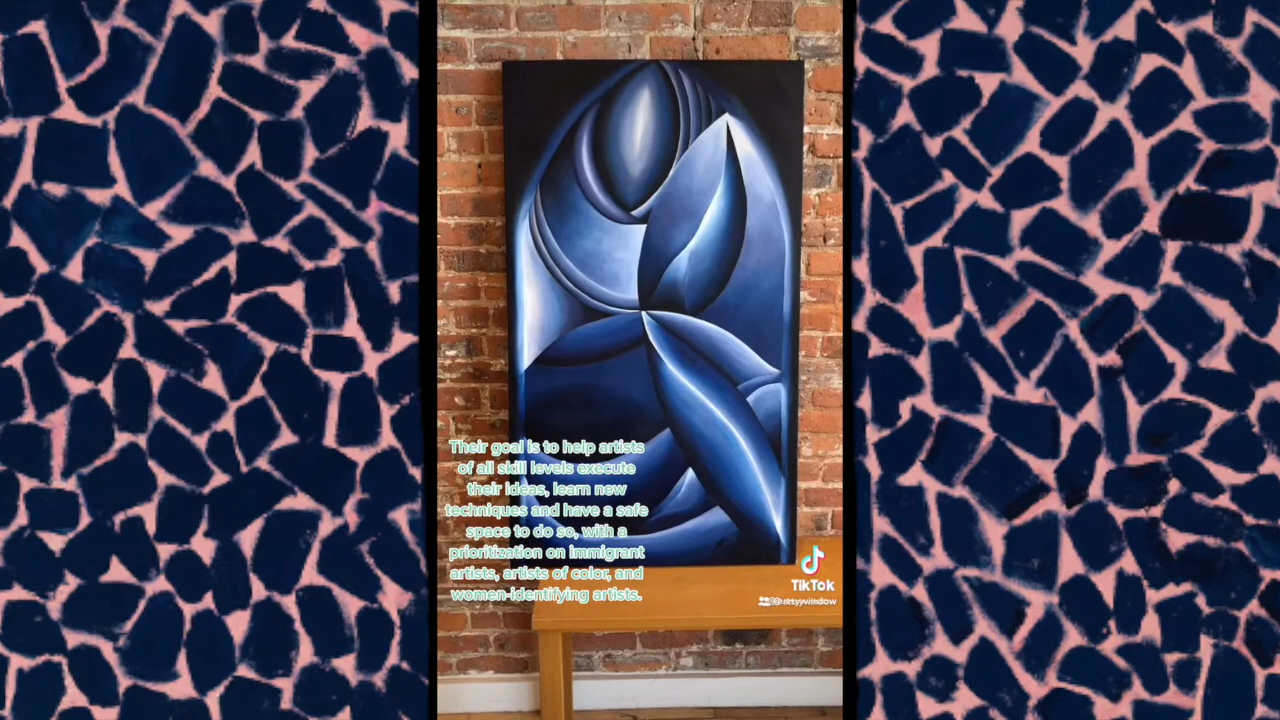 Their goal is to help artists
of all skill levels execute
their ideas, learn new
techniques and have a safe
space to do so, with a
prioritization on immigrant
artists, artists of color, and
women-identifying artists.
TikTok